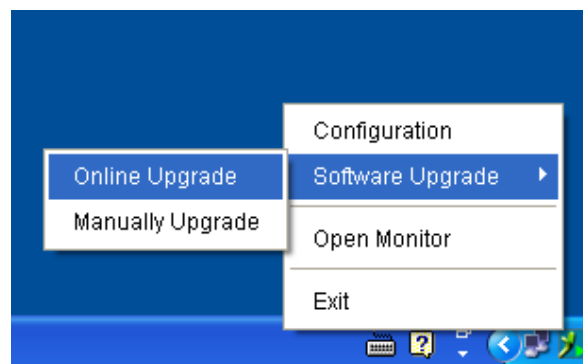 Configuration
Software Upgrade
Online Upgrade
Manually Upgrade
Open Monitor
Exit
?